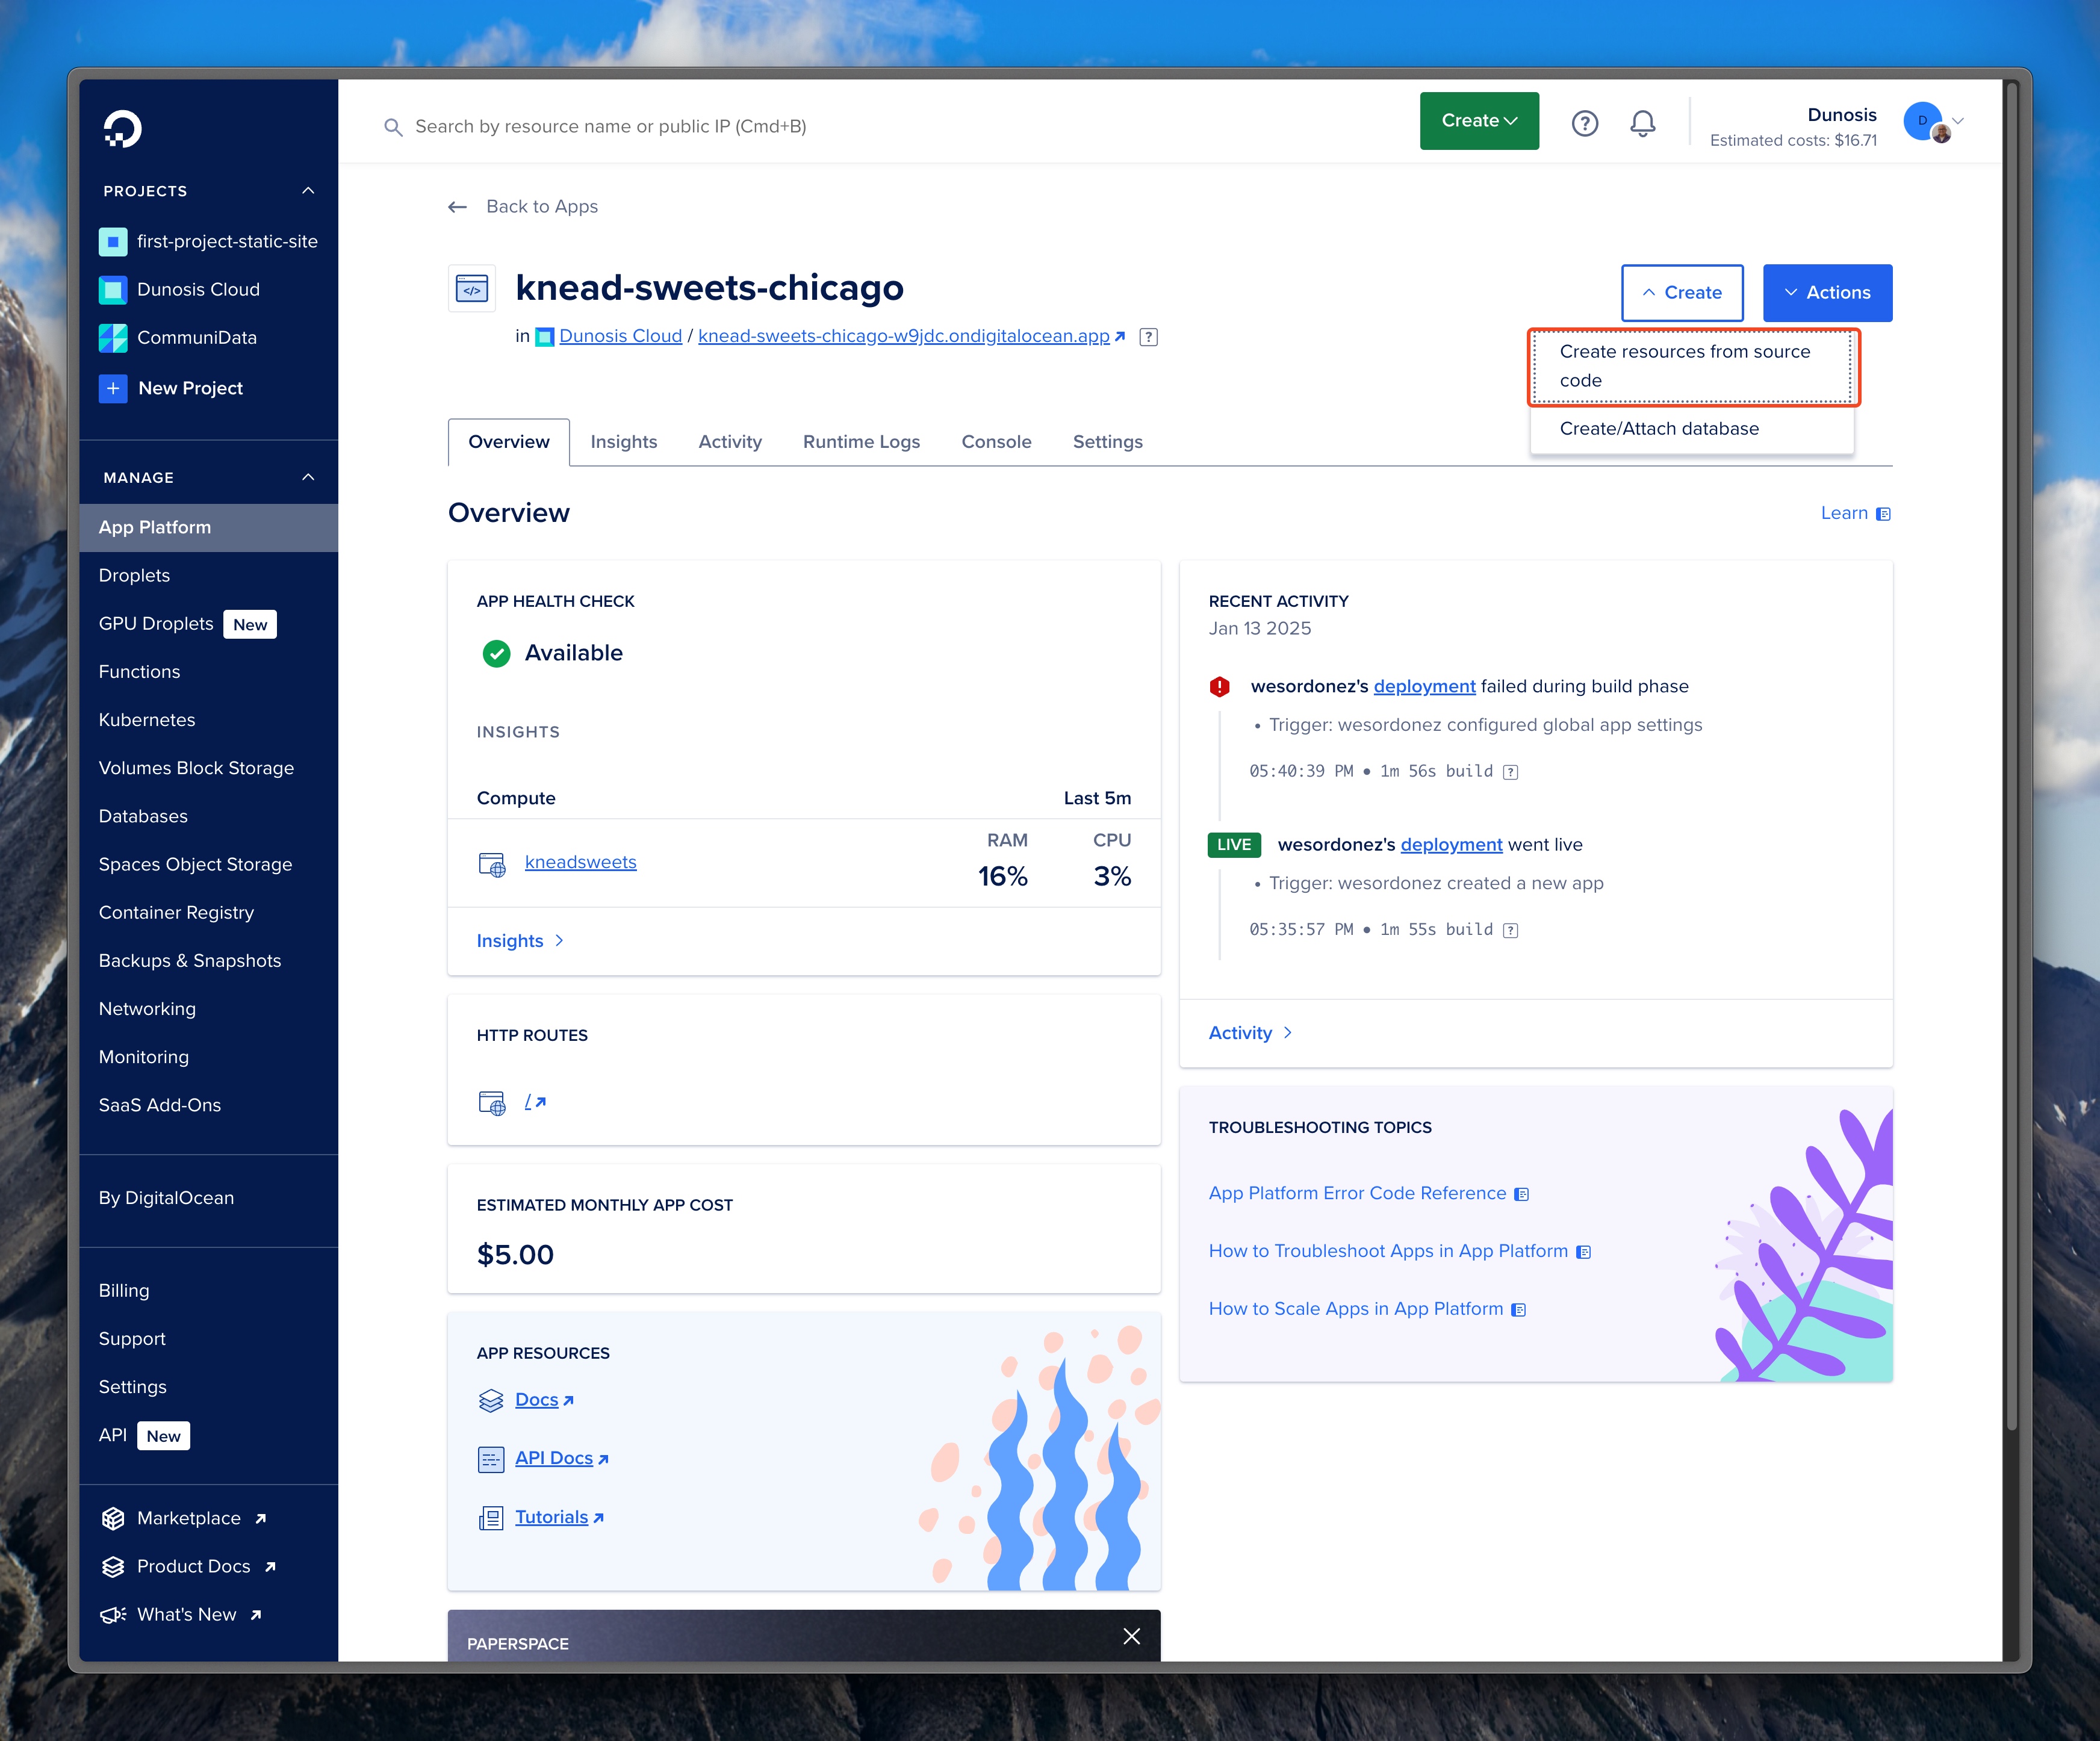 PROJECTS
first-project-static-site
Dunosis Cloud
CommuniData
New Project
MANAGE
App Platform
Droplets
GPU Droplets New
Functions
Kubernetes
Volumes Block Storage
Databases
Spaces Object Storage
Container Registry
Backups & Snapshots
Networking
Monitoring
SaaS Add-Ons
By DigitalOcean
Billing
Support
Settings
API New
Marketplace
Product Docs
What's New
Search by resource name or public IP (Cmd+B)
Create
Dunosis
Estimated costs: $16.71
D
Back to Apps
knead-sweets-chicago
in Dunosis Cloud / knead-sweets-chicago-w9jdc.ondigitalocean.app
Create
Actions
Create resources from source
code
Create/Attach database
Overview Insights Activity Runtime Logs Console Settings
Overview
Learn
APP HEALTH CHECK
Available
INSIGHTS
Compute Last 5m
RAM CPU
kneadsweets 16% 3%
Insights
HTTP ROUTES
/
ESTIMATED MONTHLY APP COST
$5.00
APP RESOURCES
Docs
API Docs
Tutorials
PAPERSPACE
RECENT ACTIVITY
Jan 13 2025
wesordonez's deployment failed during build phase
• Trigger: wesordonez configured global app settings
05:40:39 PM • 1m 56s build
LIVE wesordonez's deployment went live
• Trigger: wesordonez created a new app
05:35:57 PM • 1m 55s build
Activity
TROUBLESHOOTING TOPICS
App Platform Error Code Reference
How to Troubleshoot Apps in App Platform
How to Scale Apps in App Platform